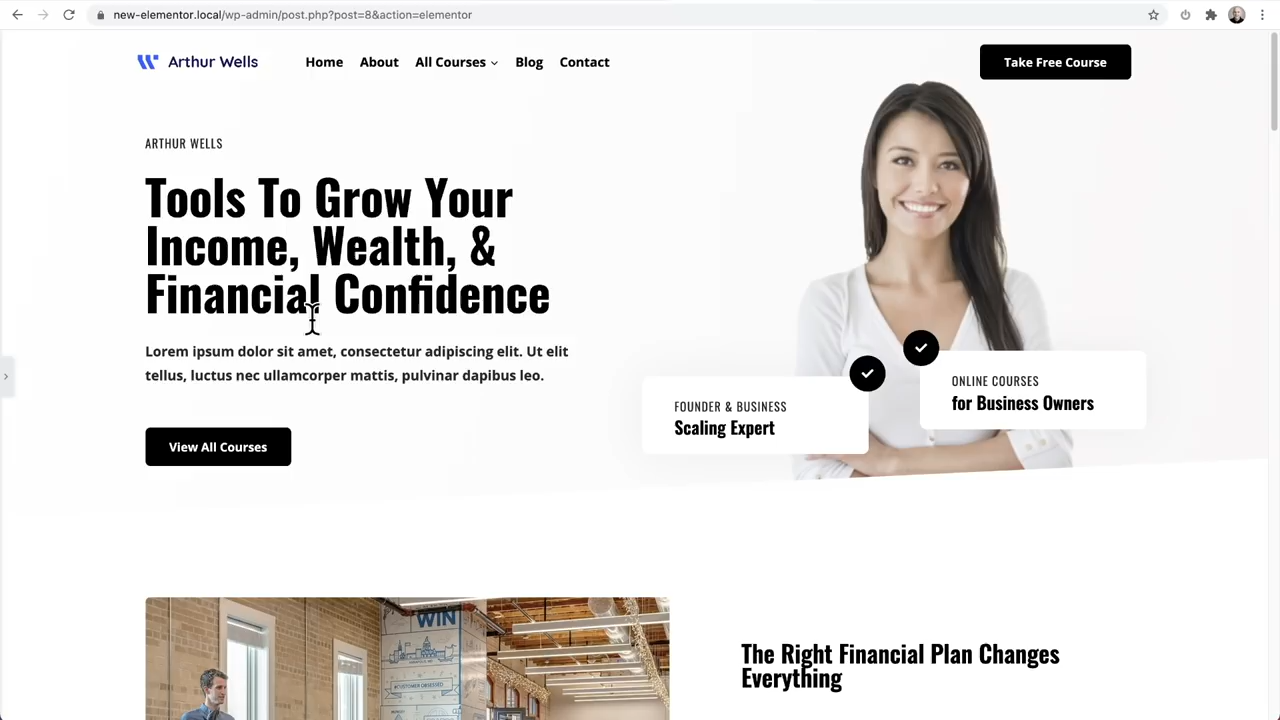 new-elementor.local/wp-admin/post.php?post=8&action=elementor
Arthur Wells
Home
About
All Courses
Blog
Contact
Take Free Course
ARTHUR WELLS
Tools To Grow Your
Income, Wealth, &
Financial Confidence
Lorem ipsum dolor sit amet, consectetur adipiscing elit. Ut elit
tellus, luctus nec ullamcorper mattis, pulvinar dapibus leo.
View All Courses
FOUNDER & BUSINESS
Scaling Expert
ONLINE COURSES
for Business Owners
WIN
#CUSTOMER OBSESSED
The Right Financial Plan Changes
Everything